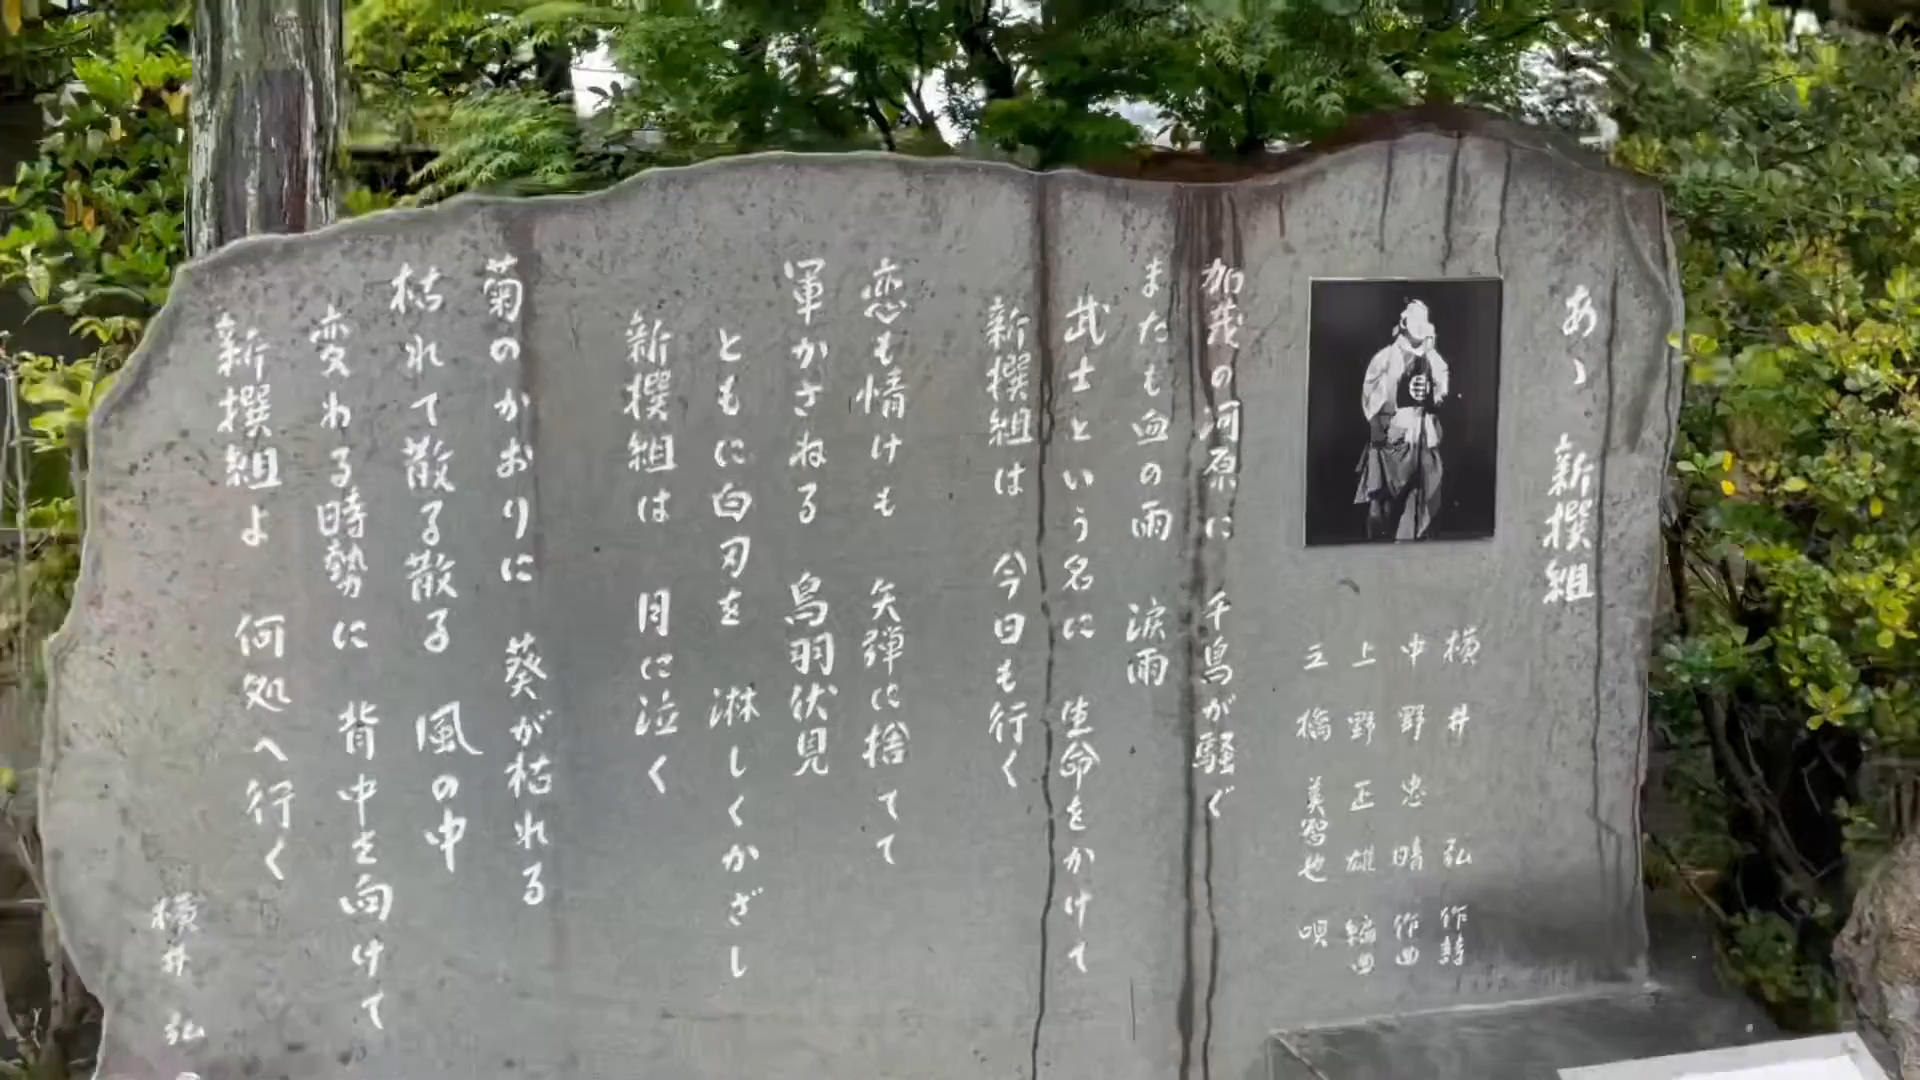 あゝ 新撰組
横井 弘 作詩
中野忠晴 作曲
上野正雄 編曲
三橋美智也 唄
加茂の河原に 千鳥が騒ぐ
またも血の雨 涙雨
武士という名に 生命をかけて
新撰組は 今日も行く
恋も情けも 矢弾に捨てて
軍かさねる 鳥羽伏見
ともに白刃を 淋しくかざし
新撰組は 月に泣く
菊のかおりに 葵が枯れる
枯れて散る散る 風の中
変わる時勢に 背中を向けて
新撰組よ 何処へ行く
横井 弘